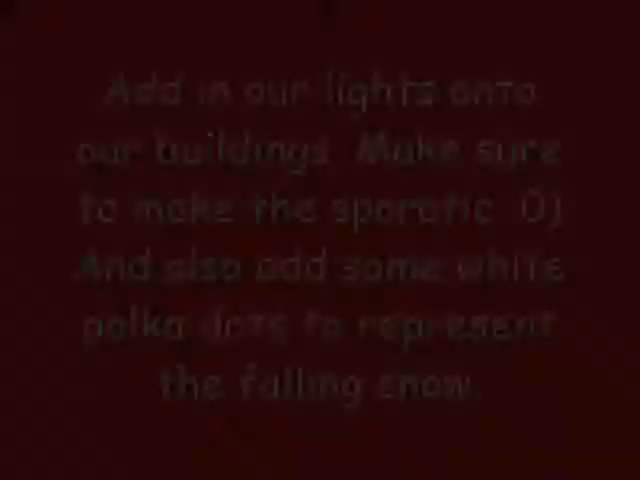 Add in our lights onto
our buildings. Make sure
to make the sporatic. O)
And also add some white
polka dots to represent
the falling snow.